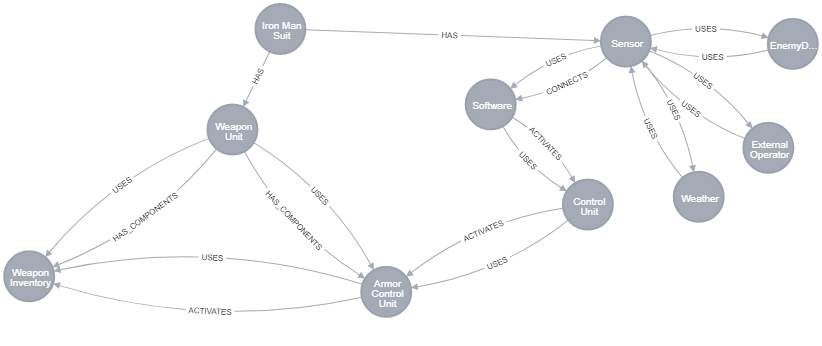 Iron Man
Suit
HAS
Sensor
USES
USES
EnemyD...
HAS
USES
CONNECTS
USES
USES
USES
USES
Software
Weapon
Unit
ACTIVATES
USES
External
Operator
Weather
Control
Unit
USES
HAS_COMPONENTS
USES
HAS_COMPONENTS
ACTIVATES
USES
USES
Weapon
Inventory
Armor
Control
Unit
ACTIVATES